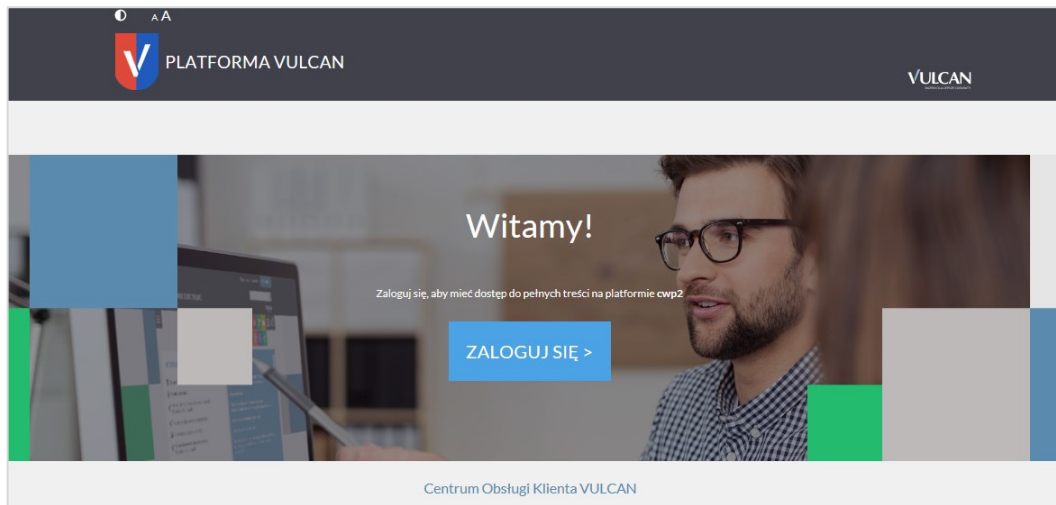 A A
V PLATFORMA VULCAN
VULCAN
Witamy!
Zaloguj się, aby mieć dostęp do pełnych treści na platformie cwp2
ZALOGUJ SIĘ >
Centrum Obsługi Klienta VULCAN